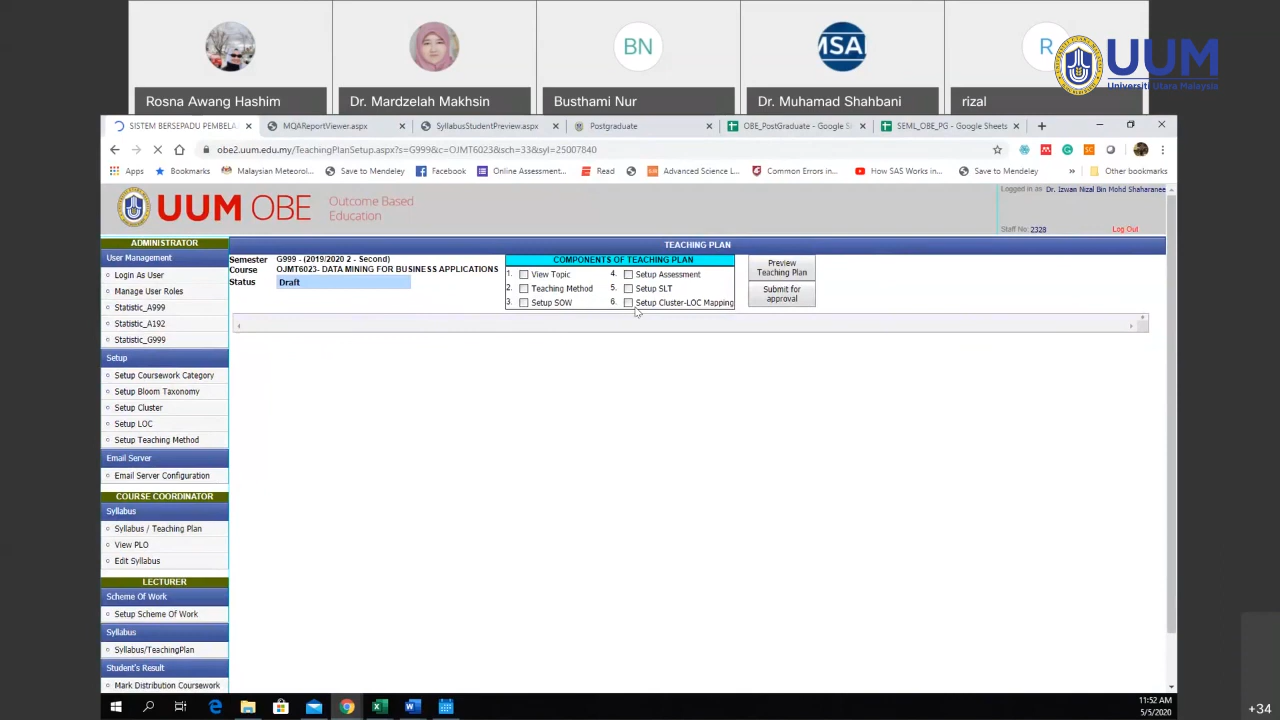 BN
MSA
R
UUM
Universiti Utara Malaysia
Rosna Awang Hashim
Dr. Mardzelah Makhsin
Busthami Nur
Dr. Muhamad Shahbani
rizal
SISTEM BERSEPADU PEMBELA
MQAReportViewer.aspx
SyllabusStudentPreview.aspx
Postgraduate
OBE_PostGraduate - Google S
SEML_OBE_PG - Google Sheets
obe2.uum.edu.my/TeachingPlanSetup.aspx?s=G999&c=OJMT6023&sch=33&syl=25007840
Apps
Bookmarks
Malaysian Meteorol...
Save to Mendeley
Facebook
Online Assessment...
Read
Advanced Science L...
Common Errors in...
How SAS Works in...
Save to Mendeley
Other bookmarks
UUM OBE
Outcome Based
Education
Logged in as Dr. Izwan Nizal Bin Mohd Shaharanee
Staff No. 2328
Log Out
ADMINISTRATOR
User Management
Login As User
Manage User Roles
Statistic_A999
Statistic_A192
Statistic_G999
Setup
Setup Coursework Category
Setup Bloom Taxonomy
Setup Cluster
Setup LOC
Setup Teaching Method
Email Server
Email Server Configuration
COURSE COORDINATOR
Syllabus
Syllabus / Teaching Plan
View PLO
Edit Syllabus
LECTURER
Scheme Of Work
Setup Scheme Of Work
Syllabus
Syllabus/TeachingPlan
Student's Result
Mark Distribution Coursework
TEACHING PLAN
Semester G999 - (2019/2020 2 - Second)
Course OJMT6023- DATA MINING FOR BUSINESS APPLICATIONS
Status Draft
COMPONENTS OF TEACHING PLAN
1. View Topic
2. Teaching Method
3. Setup SOW
4. Setup Assessment
5. Setup SLT
6. Setup Cluster-LOC Mapping
Preview
Teaching Plan
Submit for
approval
11:52 AM
5/5/2020
+34